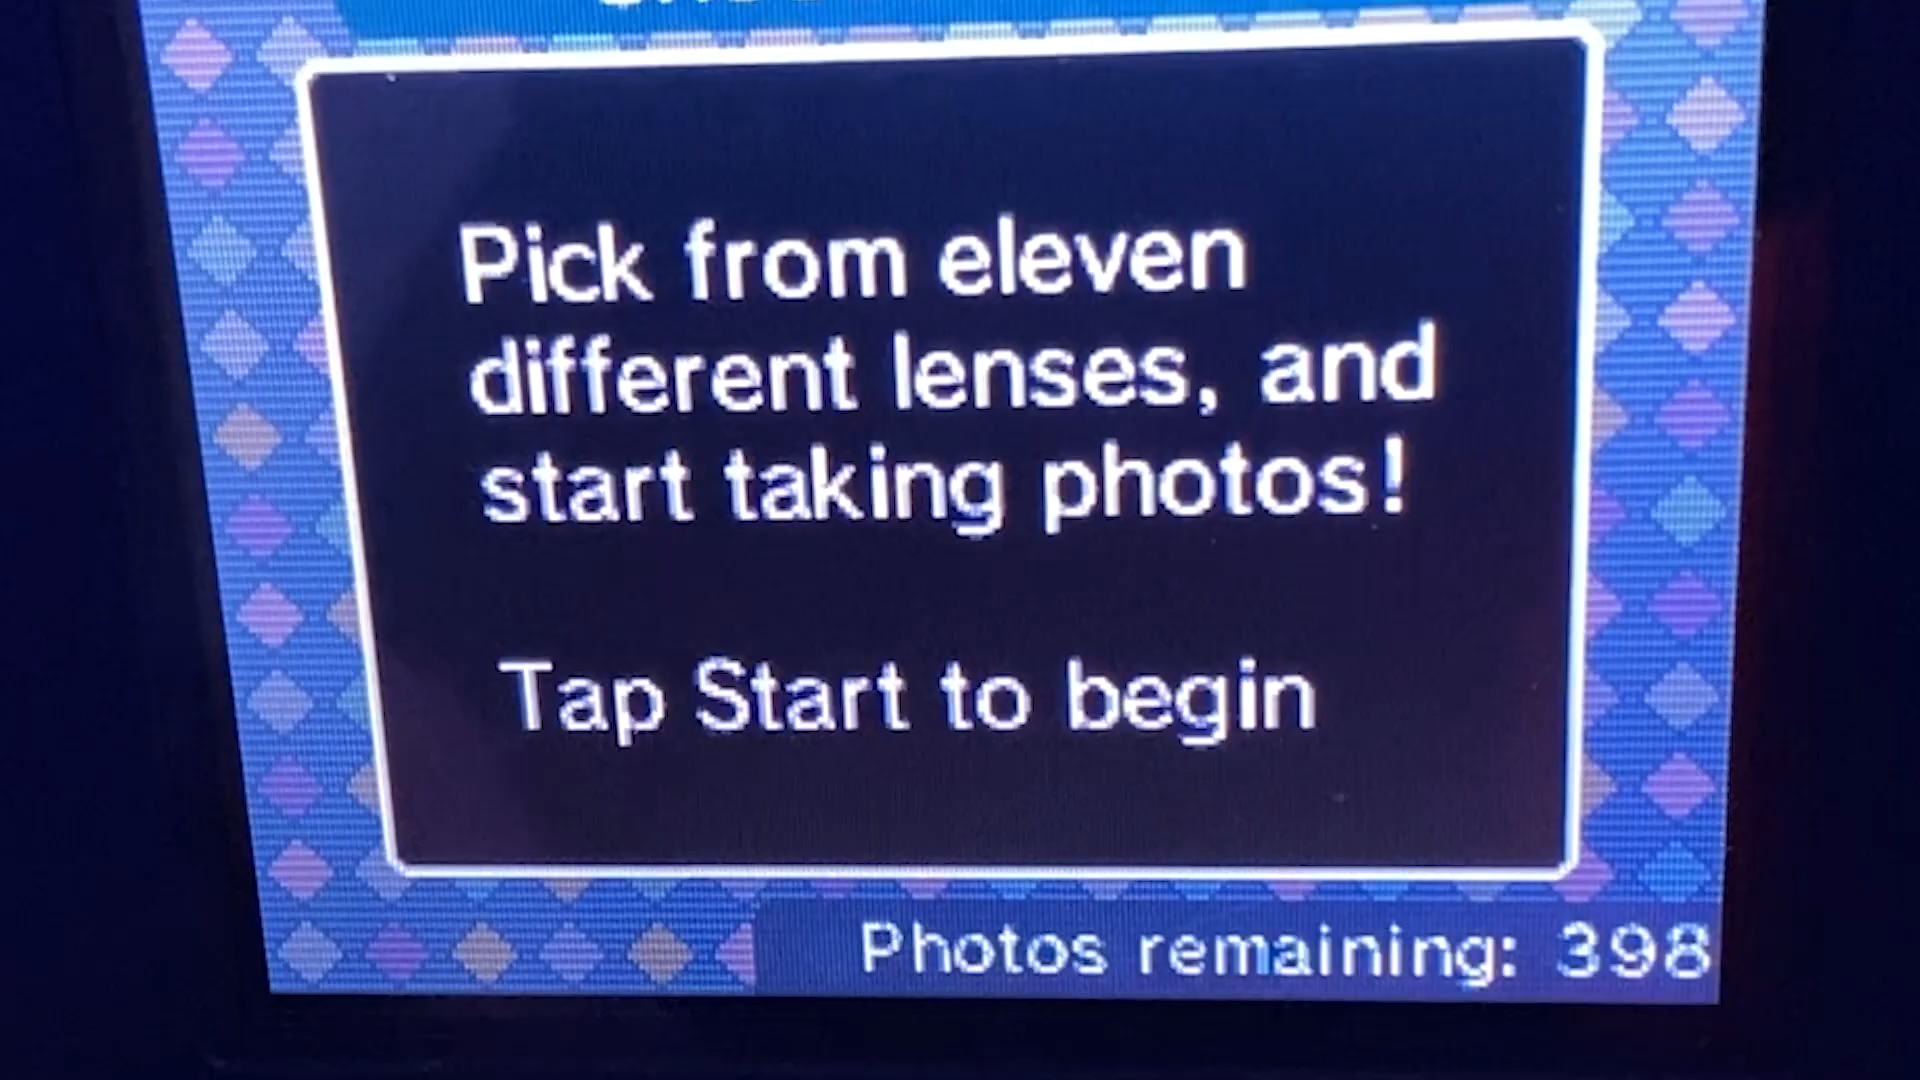 Pick from eleven
different lenses, and
start taking photos!
Tap Start to begin
Photos remaining: 398